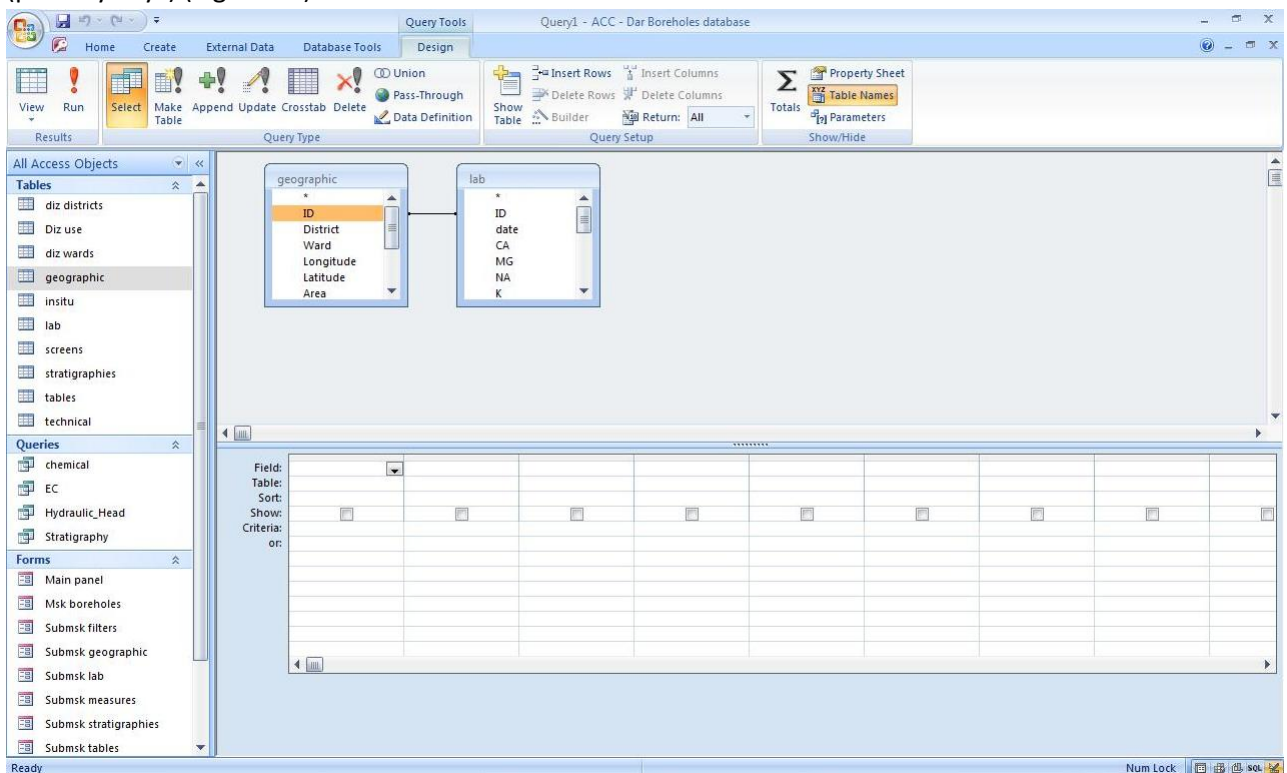 Query Tools
Query1 - ACC - Dar Boreholes database
Home Create External Data Database Tools Design
View
Run
Select
Make Table
Append
Update
Crosstab
Delete
Union
Pass-Through
Data Definition
Show Table
Insert Rows
Delete Rows
Builder
Insert Columns
Delete Columns
Return: All
Totals
Property Sheet
Table Names
Parameters
Results
Query Type
Query Setup
Show/Hide
All Access Objects
Tables
diz districts
Diz use
diz wards
geographic
insitu
lab
screens
stratigraphies
tables
technical
Queries
chemical
EC
Hydraulic_Head
Stratigraphy
Forms
Main panel
Msk boreholes
Submsk filters
Submsk geographic
Submsk lab
Submsk measures
Submsk stratigraphies
Submsk tables
geographic
*
ID
District
Ward
Longitude
Latitude
Area
lab
*
ID
date
CA
MG
NA
K
Field:
Table:
Sort:
Show:
Criteria:
or:
Ready
Num Lock
SQL